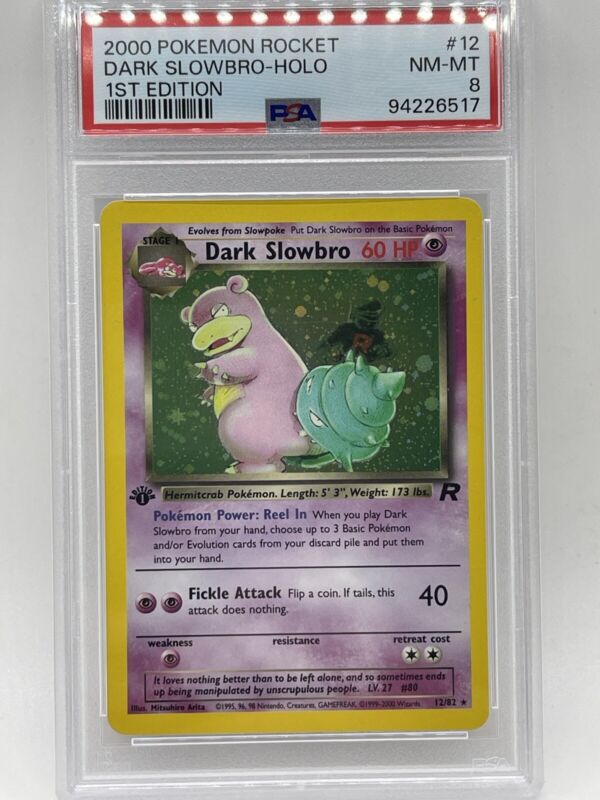 2000 POKEMON ROCKET #12
DARK SLOWBRO-HOLO NM-MT
1ST EDITION 8
PSA 94226517
Evolves from Slowpoke Put Dark Slowbro on the Basic Pokémon
STAGE 1
Dark Slowbro 60 HP
R
EDITION
1
Hermitcrab Pokémon. Length: 5' 3", Weight: 173 lbs. R
Pokémon Power: Reel In When you play Dark
Slowbro from your hand, choose up to 3 Basic Pokémon
and/or Evolution cards from your discard pile and put them
into your hand.
Fickle Attack Flip a coin. If tails, this
attack does nothing.
40
weakness resistance retreat cost
It loves nothing better than to be left alone, and so sometimes ends
up being manipulated by unscrupulous people. LV. 27 #80
Illus. Mitsuhiro Arita ©1995, 96, 98 Nintendo, Creatures, GAMEFREAK. ©1999-2000 Wizards. 12/82 ★
PSA